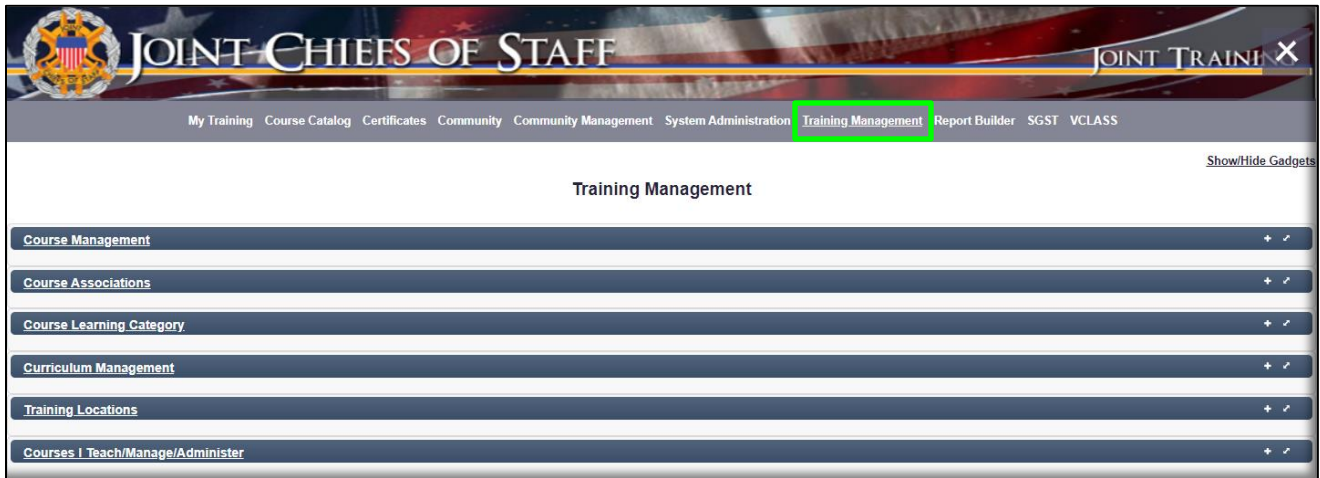 JOINT CHIEFS OF STAFF
JOINT TRAINING
My Training Course Catalog Certificates Community Community Management System Administration Training Management Report Builder SGST VCLASS
Show/Hide Gadgets
Training Management
Course Management
Course Associations
Course Learning Category
Curriculum Management
Training Locations
Courses I Teach/Manage/Administer